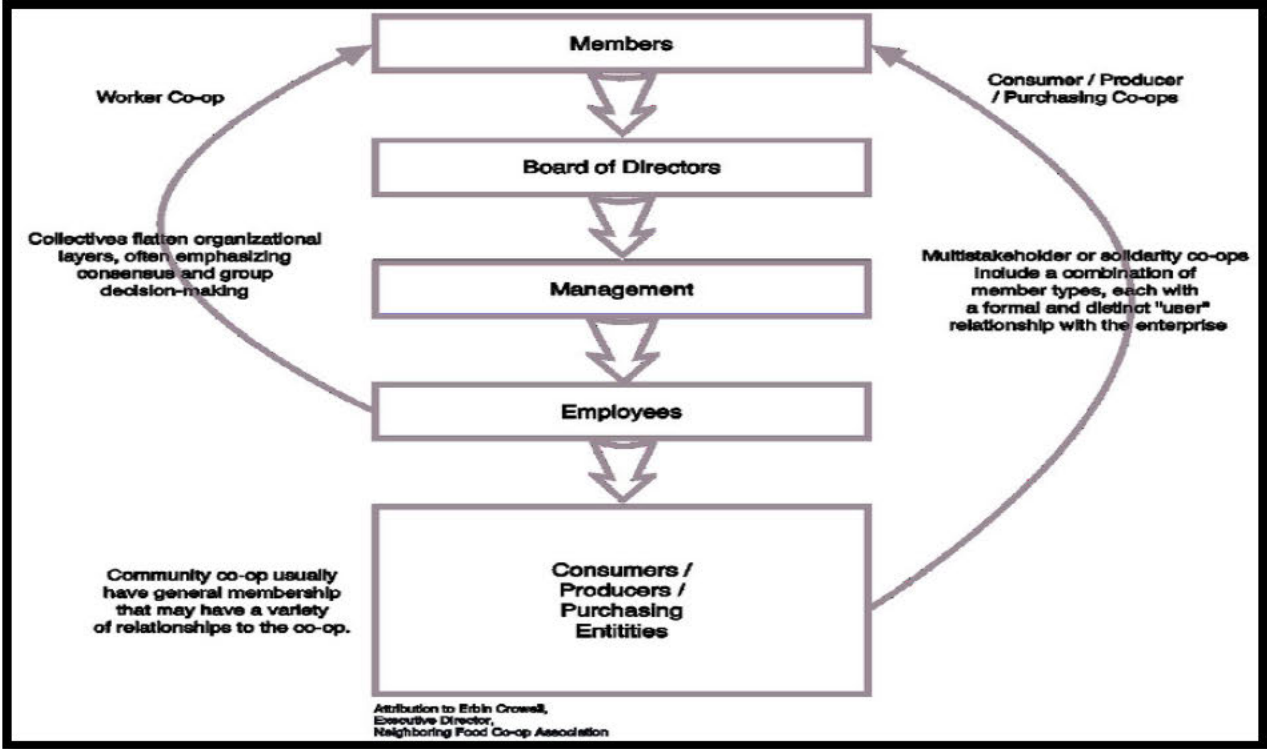 Members
Worker Co-op
Consumer / Producer
/ Purchasing Co-ops
Board of Directors
Collectives flatten organizational
layers, often emphasizing
consensus and group
decision-making
Multistakeholder or solidarity co-ops
include a combination of
member types, each with
a formal and distinct "user"
relationship with the enterprise
Management
Employees
Community co-op usually
have general membership
that may have a variety
of relationships to the co-op.
Consumers /
Producers /
Purchasing
Entitities
Attribution to Erbin Crowell,
Executive Director,
Neighboring Food Co-op Association